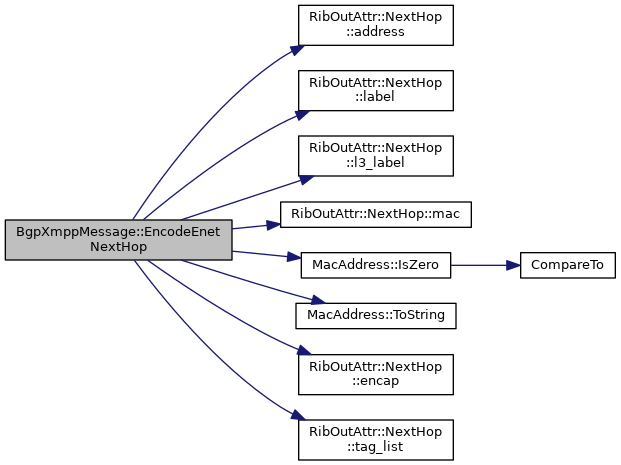 RibOutAttr::NextHop
::address
RibOutAttr::NextHop
::label
RibOutAttr::NextHop
::l3_label
RibOutAttr::NextHop::mac
BgpXmppMessage::EncodeEnet
NextHop
MacAddress::IsZero
CompareTo
MacAddress::ToString
RibOutAttr::NextHop
::encap
RibOutAttr::NextHop
::tag_list